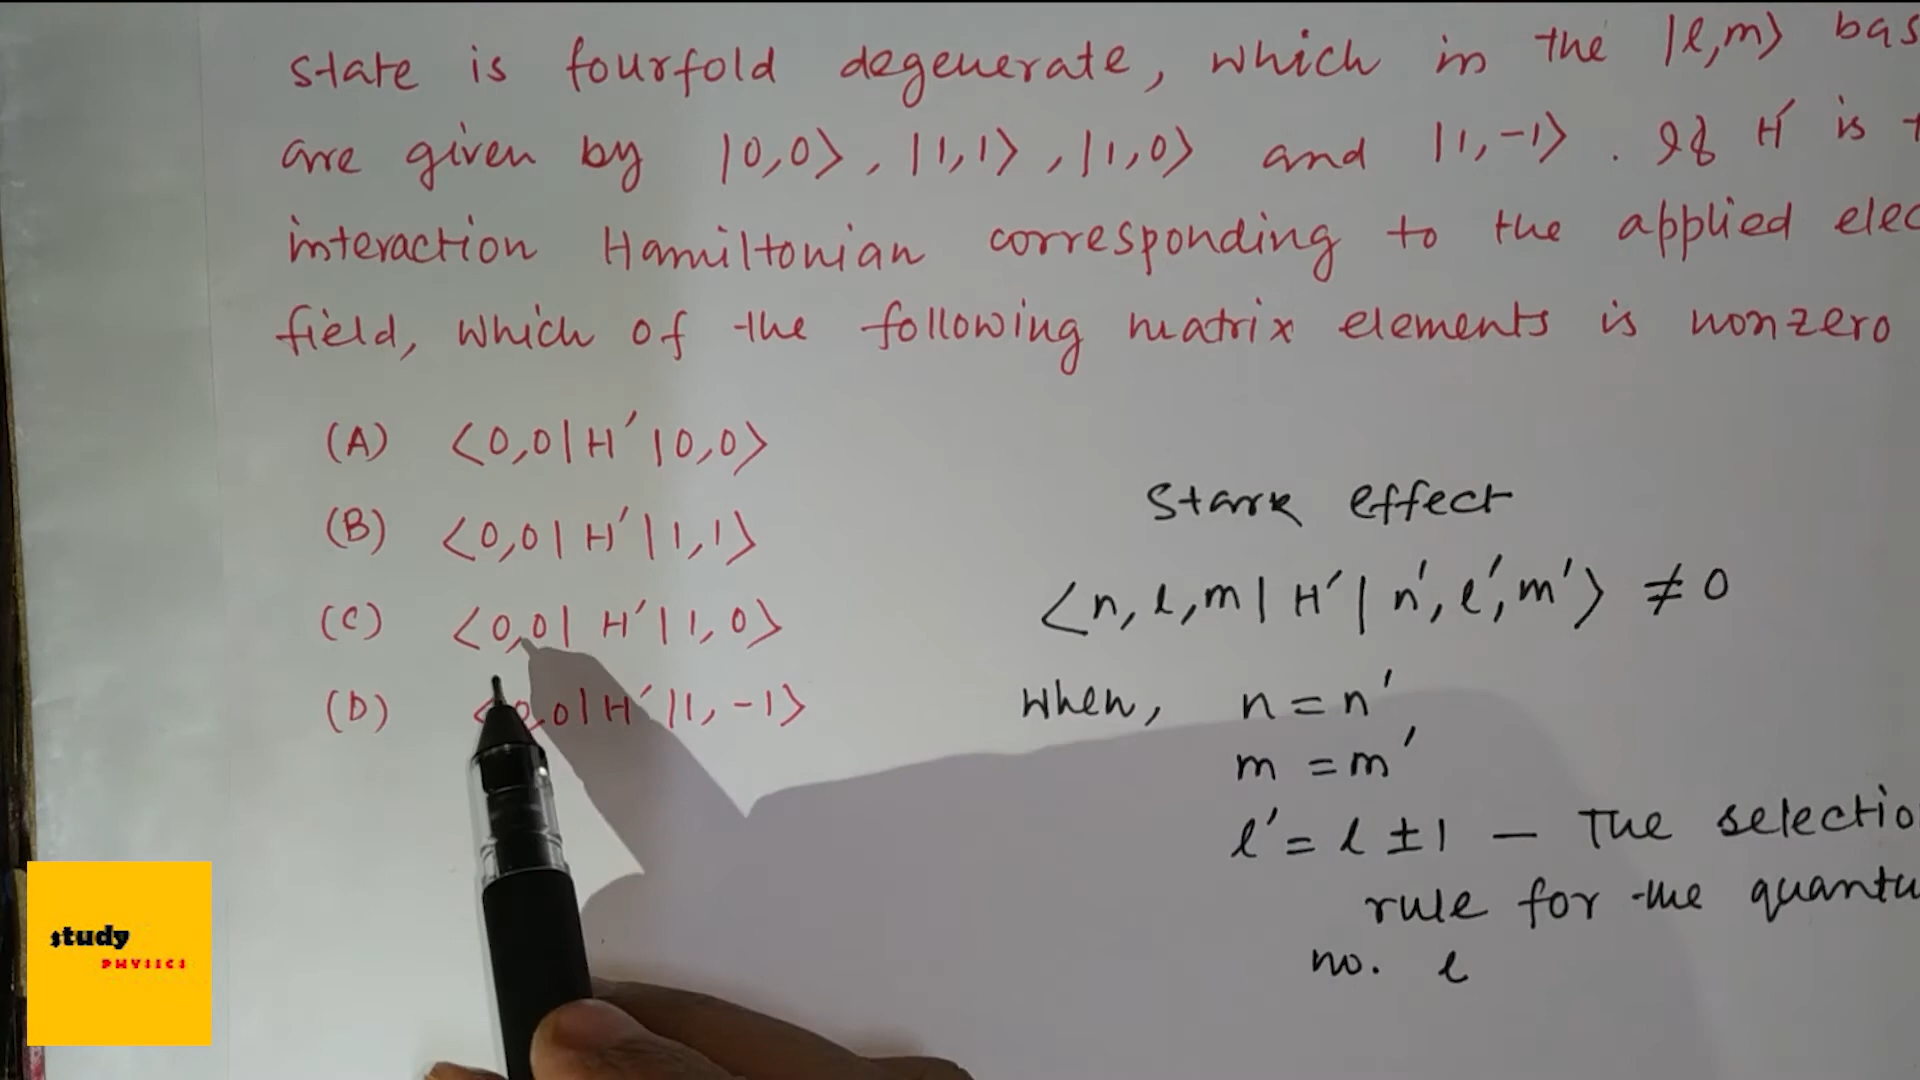 state is fourfold degenerate, which in the |l,m⟩ bas
are given by |0,0⟩, |1,1⟩, |1,0⟩ and |1,-1⟩. If H' is t
interaction Hamiltonian corresponding to the applied elec
field, which of the following matrix elements is nonzero
(A) ⟨0,0|H'|0,0⟩
(B) ⟨0,0|H'|1,1⟩
(C) ⟨0,0|H'|1,0⟩
(D) ⟨0,0|H'|1,-1⟩
Stark effect
⟨n,l,m|H'|n',l',m'⟩ ≠ 0
when, n = n'
m = m'
l' = l ± 1 — The selectio
rule for the quantu
no. l
study
PHYSICS